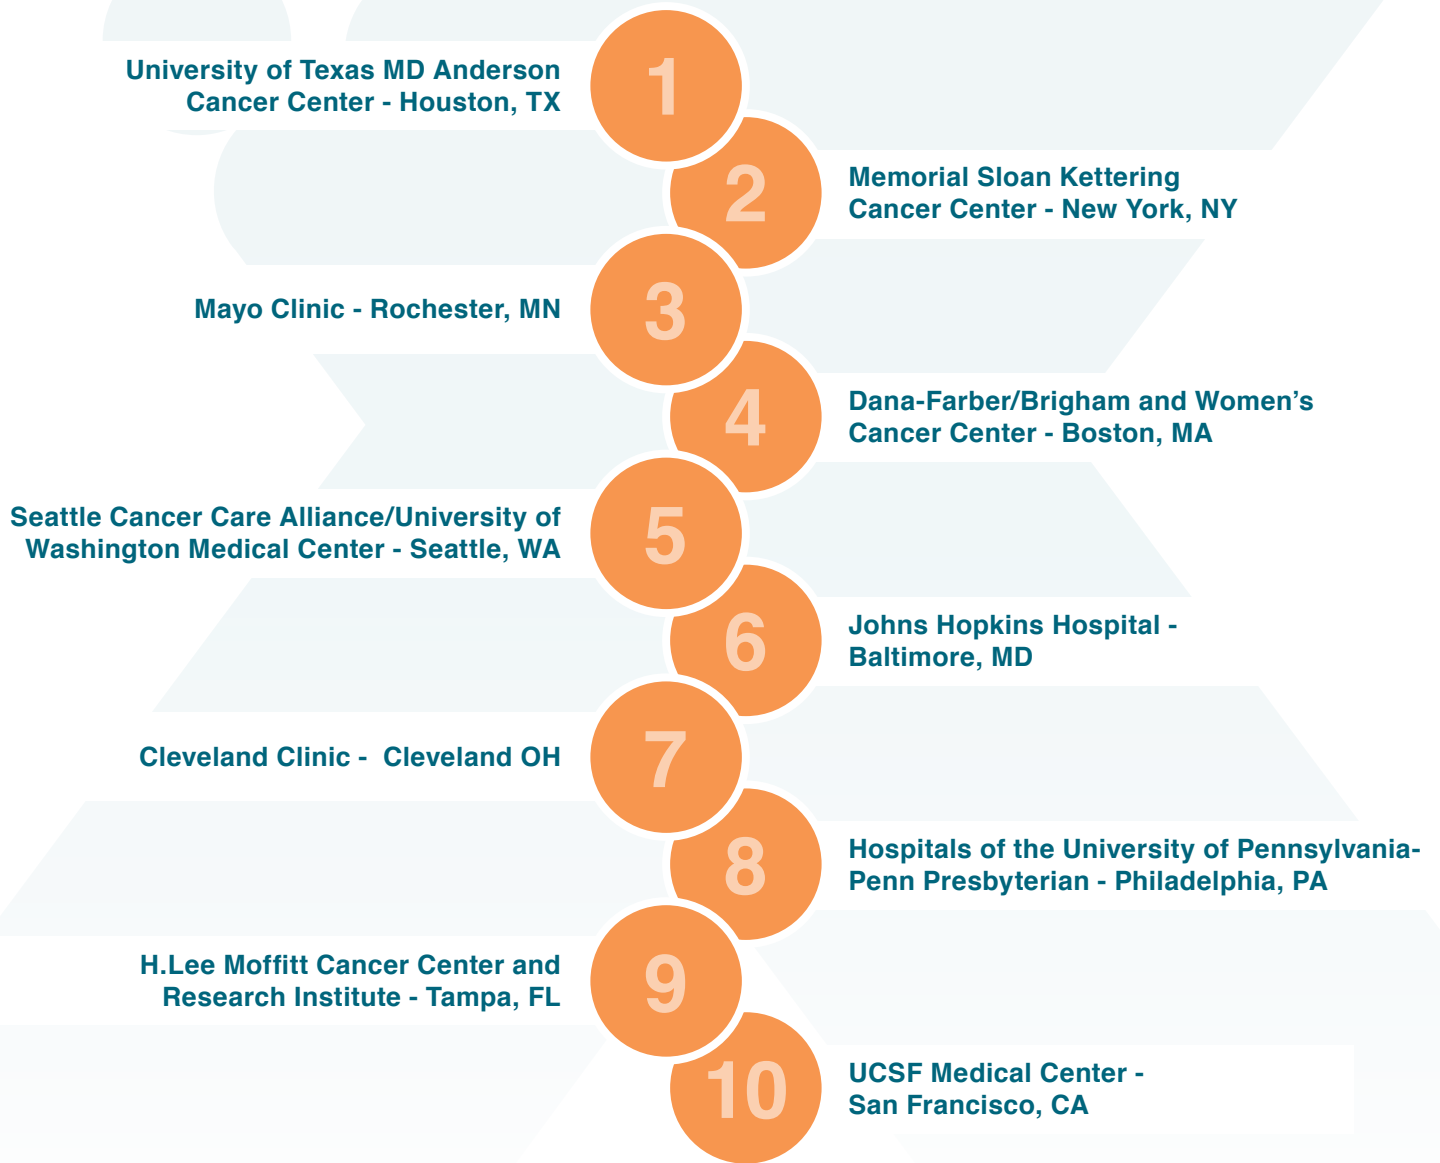 1
University of Texas MD Anderson
Cancer Center - Houston, TX
2
Memorial Sloan Kettering
Cancer Center - New York, NY
3
Mayo Clinic - Rochester, MN
4
Dana-Farber/Brigham and Women’s
Cancer Center - Boston, MA
5
Seattle Cancer Care Alliance/University of
Washington Medical Center - Seattle, WA
6
Johns Hopkins Hospital -
Baltimore, MD
7
Cleveland Clinic -  Cleveland OH
8
Hospitals of the University of Pennsylvania-
Penn Presbyterian - Philadelphia, PA
9
H.Lee Moffitt Cancer Center and
Research Institute - Tampa, FL
10
UCSF Medical Center -
San Francisco, CA